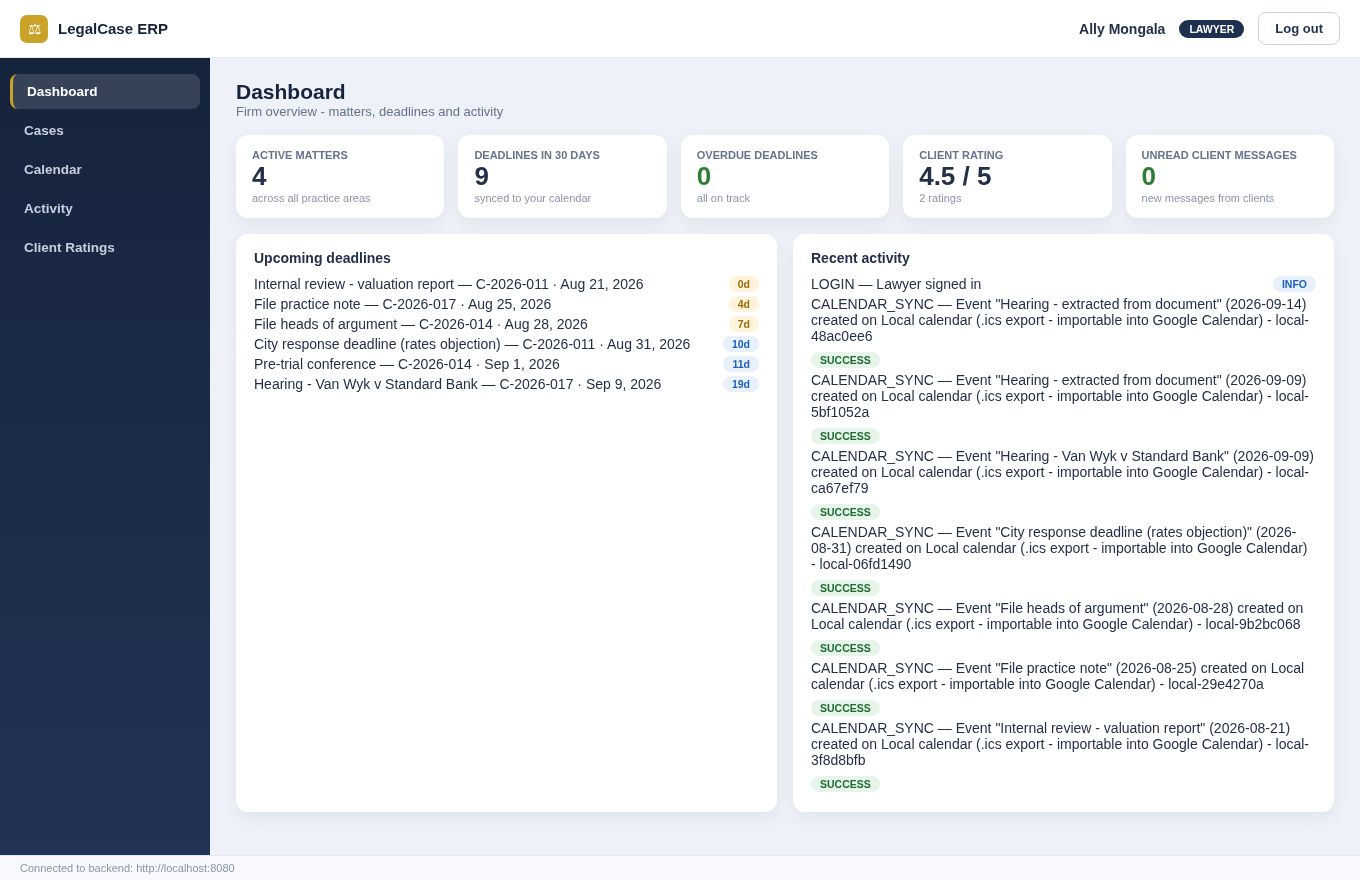 ⚖ LegalCase ERP
Ally Mongala LAWYER Log out
Dashboard
Cases
Calendar
Activity
Client Ratings
Dashboard
Firm overview - matters, deadlines and activity
ACTIVE MATTERS
4
across all practice areas
DEADLINES IN 30 DAYS
9
synced to your calendar
OVERDUE DEADLINES
0
all on track
CLIENT RATING
4.5 / 5
2 ratings
UNREAD CLIENT MESSAGES
0
new messages from clients
Upcoming deadlines
Internal review - valuation report — C-2026-011 · Aug 21, 2026 0d
File practice note — C-2026-017 · Aug 25, 2026 4d
File heads of argument — C-2026-014 · Aug 28, 2026 7d
City response deadline (rates objection) — C-2026-011 · Aug 31, 2026 10d
Pre-trial conference — C-2026-014 · Sep 1, 2026 11d
Hearing - Van Wyk v Standard Bank — C-2026-017 · Sep 9, 2026 19d
Recent activity
LOGIN — Lawyer signed in INFO
CALENDAR_SYNC — Event "Hearing - extracted from document" (2026-09-14)
created on Local calendar (.ics export - importable into Google Calendar) - local-
48ac0ee6
SUCCESS
CALENDAR_SYNC — Event "Hearing - extracted from document" (2026-09-09)
created on Local calendar (.ics export - importable into Google Calendar) - local-
5bf1052a
SUCCESS
CALENDAR_SYNC — Event "Hearing - Van Wyk v Standard Bank" (2026-09-09)
created on Local calendar (.ics export - importable into Google Calendar) - local-
ca67ef79
SUCCESS
CALENDAR_SYNC — Event "City response deadline (rates objection)" (2026-
08-31) created on Local calendar (.ics export - importable into Google Calendar)
- local-06fd1490
SUCCESS
CALENDAR_SYNC — Event "File heads of argument" (2026-08-28) created on
Local calendar (.ics export - importable into Google Calendar) - local-9b2bc068
SUCCESS
CALENDAR_SYNC — Event "File practice note" (2026-08-25) created on Local
calendar (.ics export - importable into Google Calendar) - local-29e4270a
SUCCESS
CALENDAR_SYNC — Event "Internal review - valuation report" (2026-08-21)
created on Local calendar (.ics export - importable into Google Calendar) - local-
3f8d8bfb
SUCCESS
Connected to backend: http://localhost:8080